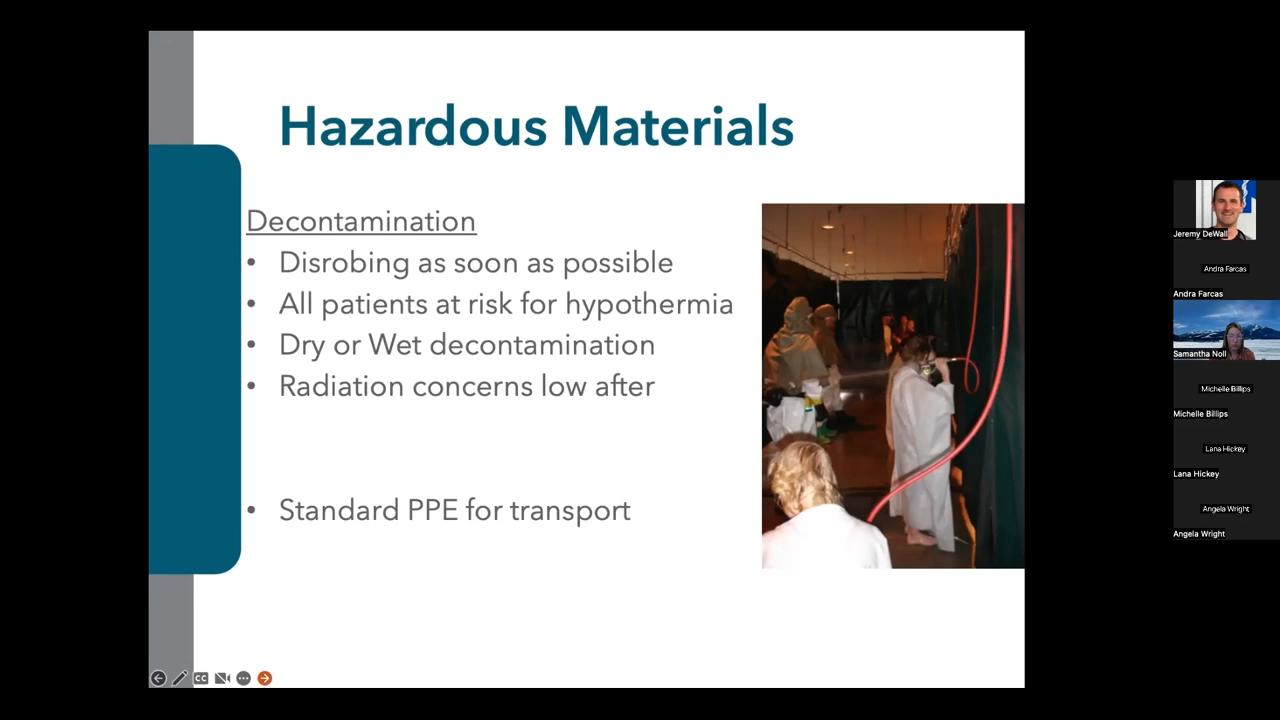 Hazardous Materials
Decontamination
• Disrobing as soon as possible
• All patients at risk for hypothermia
• Dry or Wet decontamination
• Radiation concerns low after
• Standard PPE for transport
CC
Jeremy DeWall
Andra Farcas
Andra Farcas
Samantha Noll
Michelle Billips
Michelle Billips
Lana Hickey
Lana Hickey
Angela Wright
Angela Wright